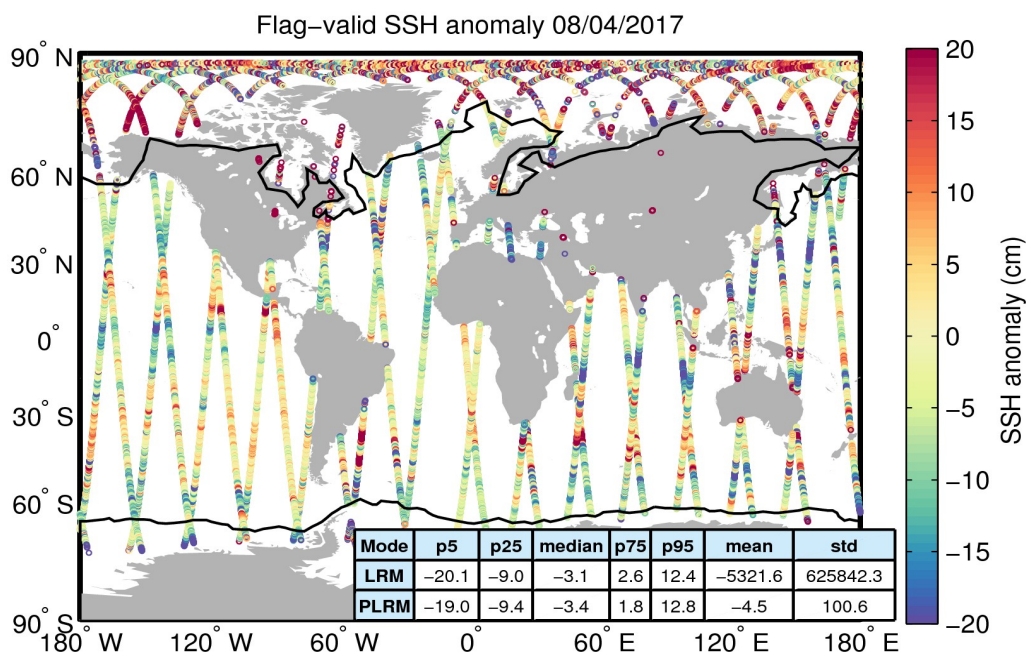 Flag−valid SSH anomaly 08/04/2017
90° N
60° N
30° N
0°
30° S
60° S
90° S
180° W 120° W 60° W 0° 60° E 120° E 180° E
Mode p5 p25 median p75 p95 mean std
LRM −20.1 −9.0 −3.1 2.6 12.4 −5321.6 625842.3
PLRM −19.0 −9.4 −3.4 1.8 12.8 −4.5 100.6
20
15
10
5
0
−5
−10
−15
−20
SSH anomaly (cm)